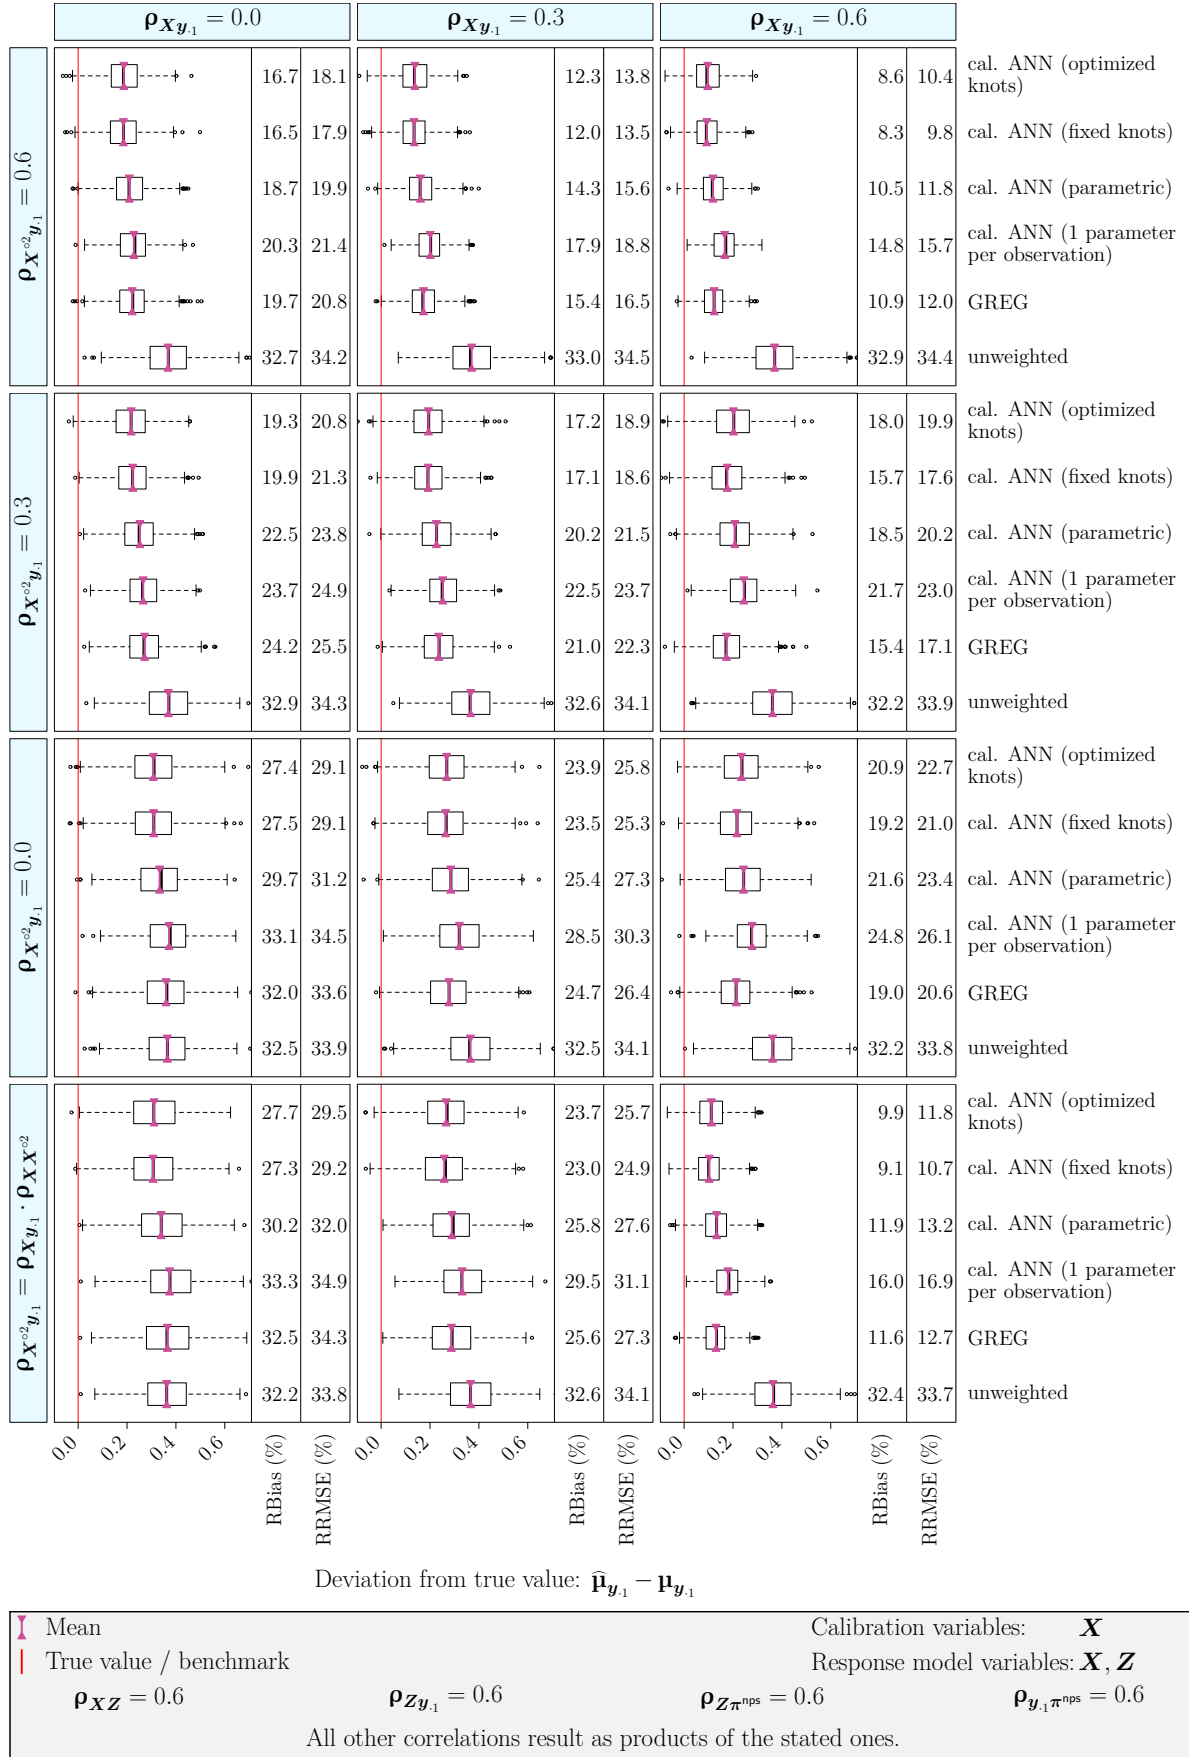 ρXy·1 = 0.0 ρXy·1 = 0.3 ρXy·1 = 0.6
ρX°2y·1 = 0.6
16.7 18.1 12.3 13.8 8.6 10.4 cal. ANN (optimized
knots)
16.5 17.9 12.0 13.5 8.3 9.8 cal. ANN (fixed knots)
18.7 19.9 14.3 15.6 10.5 11.8 cal. ANN (parametric)
20.3 21.4 17.9 18.8 14.8 15.7 cal. ANN (1 parameter
per observation)
19.7 20.8 15.4 16.5 10.9 12.0 GREG
32.7 34.2 33.0 34.5 32.9 34.4 unweighted
ρX°2y·1 = 0.3
19.3 20.8 17.2 18.9 18.0 19.9 cal. ANN (optimized
knots)
19.9 21.3 17.1 18.6 15.7 17.6 cal. ANN (fixed knots)
22.5 23.8 20.2 21.5 18.5 20.2 cal. ANN (parametric)
23.7 24.9 22.5 23.7 21.7 23.0 cal. ANN (1 parameter
per observation)
24.2 25.5 21.0 22.3 15.4 17.1 GREG
32.9 34.3 32.6 34.1 32.2 33.9 unweighted
ρX°2y·1 = 0.0
27.4 29.1 23.9 25.8 20.9 22.7 cal. ANN (optimized
knots)
27.5 29.1 23.5 25.3 19.2 21.0 cal. ANN (fixed knots)
29.7 31.2 25.4 27.3 21.6 23.4 cal. ANN (parametric)
33.1 34.5 28.5 30.3 24.8 26.1 cal. ANN (1 parameter
per observation)
32.0 33.6 24.7 26.4 19.0 20.6 GREG
32.5 33.9 32.5 34.1 32.2 33.8 unweighted
ρX°2y·1 = ρXy·1 · ρXX°2
27.7 29.5 23.7 25.7 9.9 11.8 cal. ANN (optimized
knots)
27.3 29.2 23.0 24.9 9.1 10.7 cal. ANN (fixed knots)
30.2 32.0 25.8 27.6 11.9 13.2 cal. ANN (parametric)
33.3 34.9 29.5 31.1 16.0 16.9 cal. ANN (1 parameter
per observation)
32.5 34.3 25.6 27.3 11.6 12.7 GREG
32.2 33.8 32.6 34.1 32.4 33.7 unweighted
0.0 0.2 0.4 0.6 RBias (%) RRMSE (%) 0.0 0.2 0.4 0.6 RBias (%) RRMSE (%) 0.0 0.2 0.4 0.6 RBias (%) RRMSE (%)
Deviation from true value: μ̂y·1 − μy·1
Mean Calibration variables: X
True value / benchmark Response model variables: X, Z
ρXZ = 0.6 ρZy·1 = 0.6 ρZπnps = 0.6 ρy·1πnps = 0.6
All other correlations result as products of the stated ones.